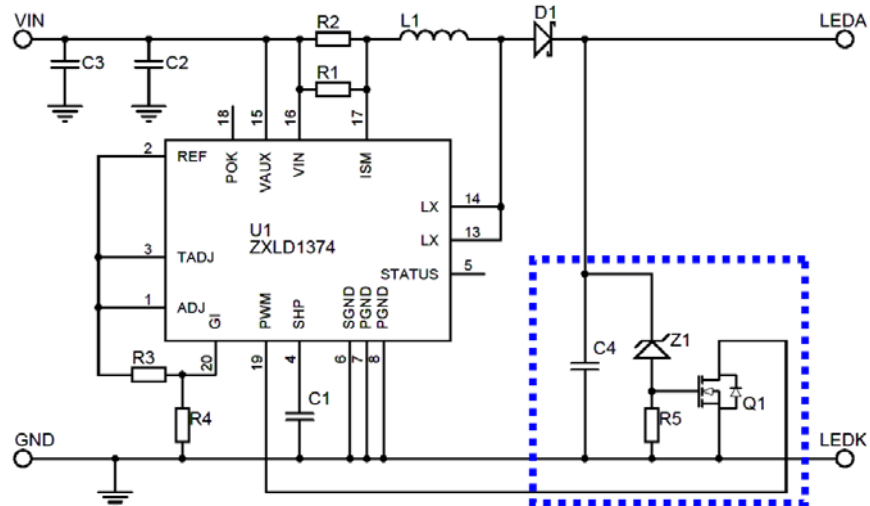 VIN
R2
L1
D1
LEDA
C3
C2
R1
18
15
16
17
2
REF
POK
VAUX
VIN
ISM
U1
ZXLD1374
LX
14
LX
13
3
TADJ
STATUS
5
1
ADJ
GI
PWM
SHP
SGND
PGND
PGND
20
19
4
6
7
8
R3
R4
C1
C4
Z1
R5
Q1
GND
LEDK